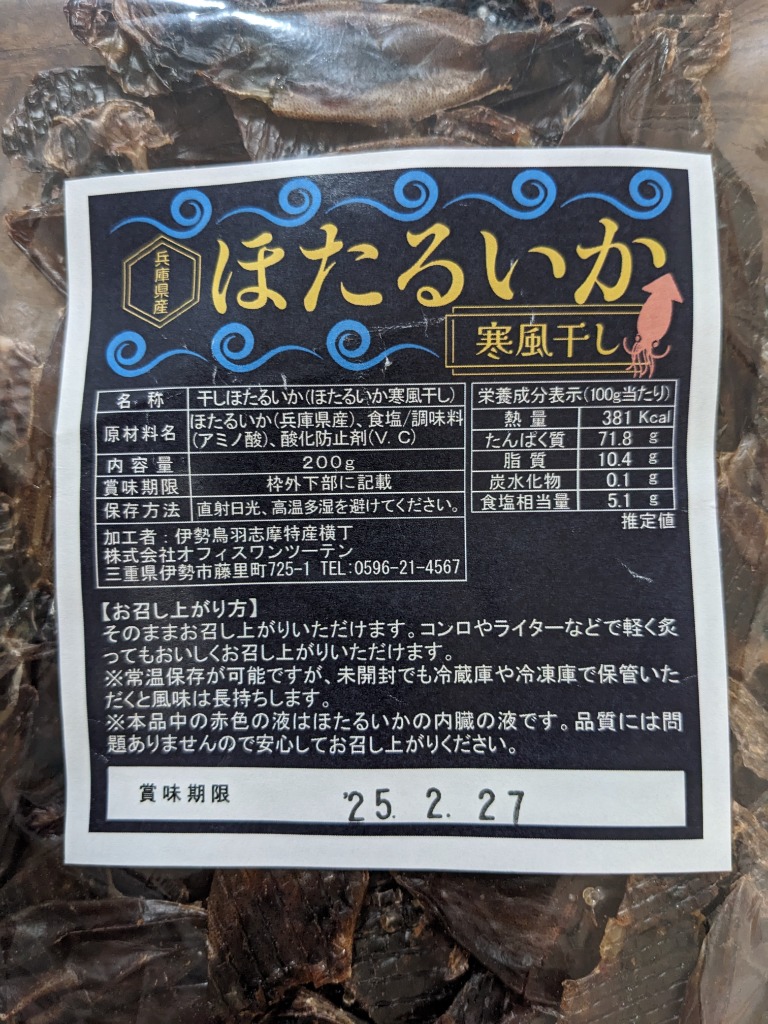 兵庫県産
ほたるいか
寒風干し
名称 干しほたるいか(ほたるいか寒風干し)
原材料名 ほたるいか(兵庫県産)、食塩/調味料
(アミノ酸)、酸化防止剤(V.C)
内容量 200g
賞味期限 枠外下部に記載
保存方法 直射日光、高温多湿を避けてください。
加工者:伊勢鳥羽志摩特産横丁
株式会社オフィスワンツーテン
三重県伊勢市藤里町725-1 TEL:0596-21-4567
栄養成分表示(100g当たり)
熱量 381 Kcal
たんぱく質 71.8 g
脂質 10.4 g
炭水化物 0.1 g
食塩相当量 5.1 g
推定値
【お召し上がり方】
そのままお召し上がりいただけます。コンロやライターなどで軽く炙
ってもおいしくお召し上がりいただけます。
※常温保存が可能ですが、未開封でも冷蔵庫や冷凍庫で保管いた
だくと風味は長持ちします。
※本品中の赤色の液はほたるいかの内臓の液です。品質には問
題ありませんので安心してお召し上がりください。
賞味期限 '25. 2. 27